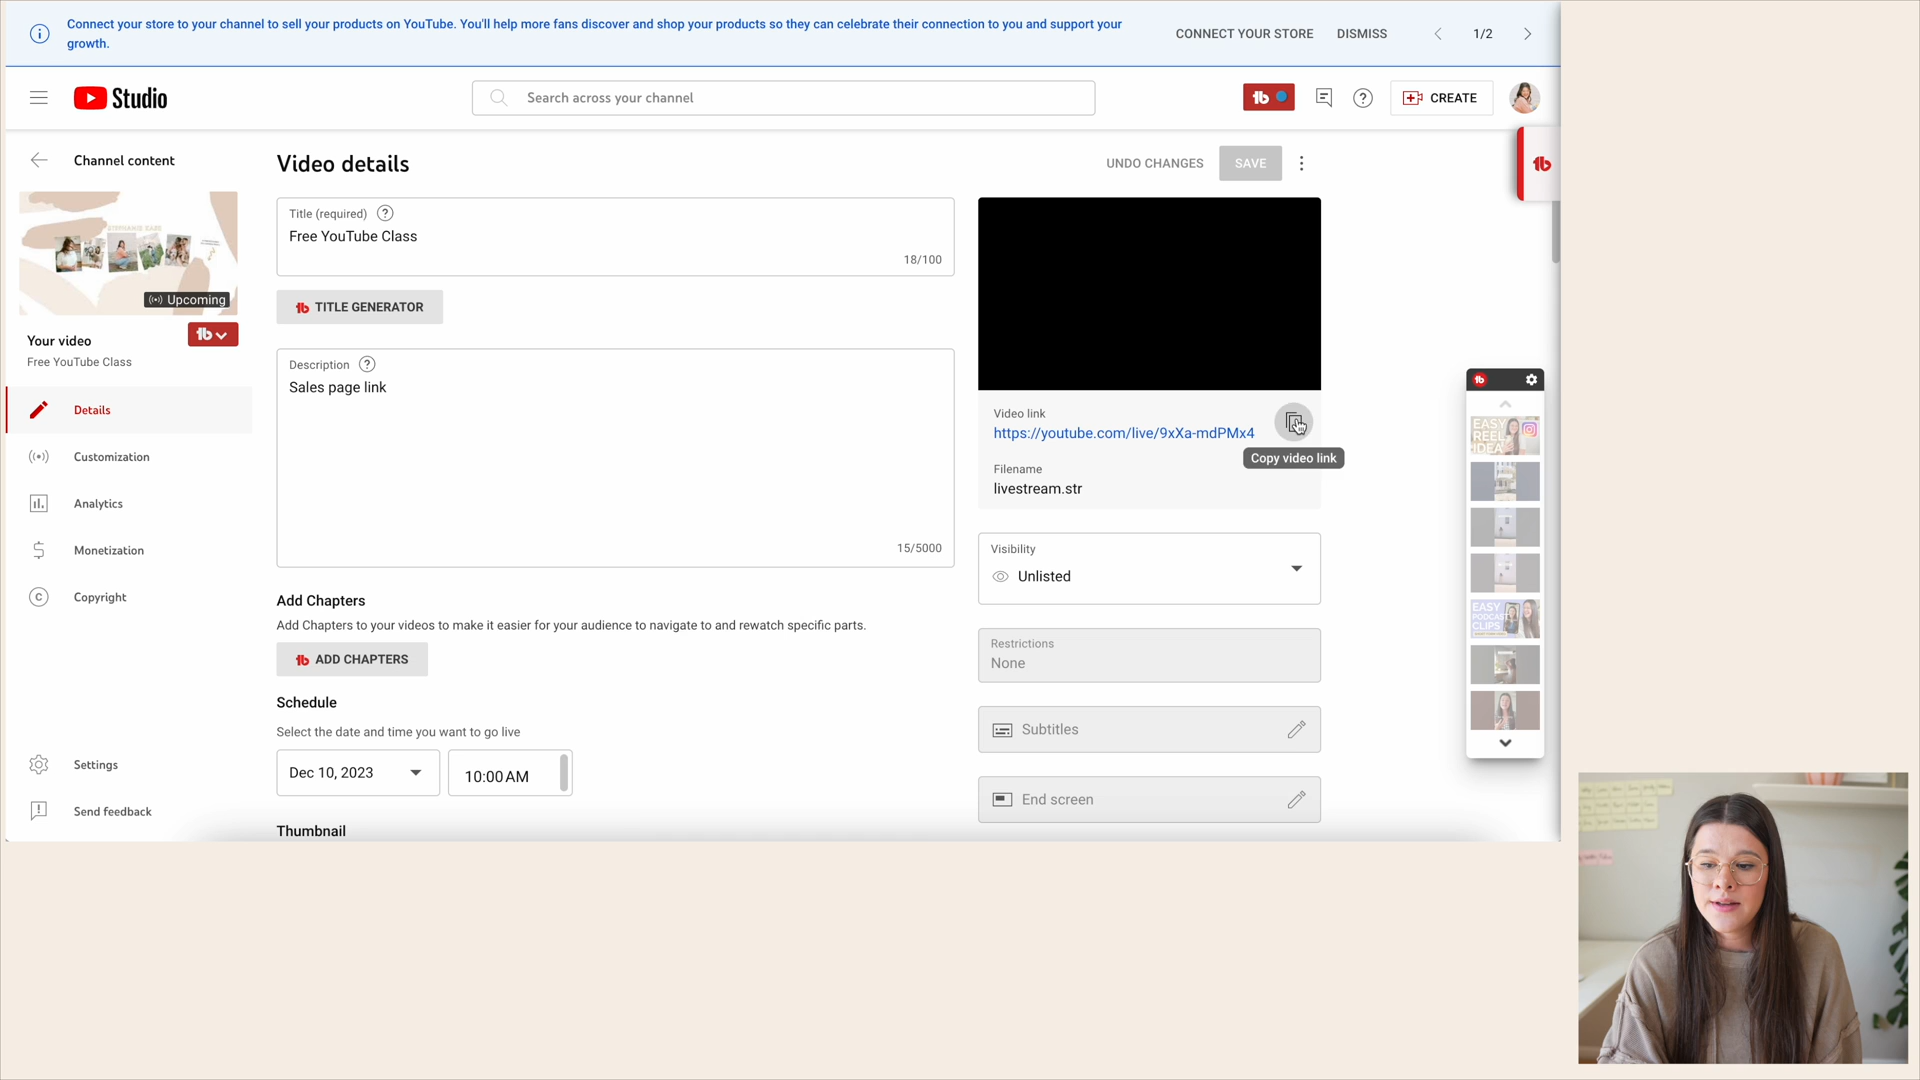 Connect your store to your channel to sell your products on YouTube. You'll help more fans discover and shop your products so they can celebrate their connection to you and support your
growth.
CONNECT YOUR STORE
DISMISS
1/2
Studio
Search across your channel
CREATE
Channel content
Upcoming
Your video
Free YouTube Class
Details
Customization
Analytics
Monetization
Copyright
Settings
Send feedback
Video details
UNDO CHANGES
SAVE
Title (required)
Free YouTube Class
18/100
TITLE GENERATOR
Description
Sales page link
15/5000
Add Chapters
Add Chapters to your videos to make it easier for your audience to navigate to and rewatch specific parts.
ADD CHAPTERS
Schedule
Select the date and time you want to go live
Dec 10, 2023
10:00 AM
Thumbnail
Video link
https://youtube.com/live/9xXa-mdPMx4
Copy video link
Filename
livestream.str
Visibility
Unlisted
Restrictions
None
Subtitles
End screen
EASY
REEL
IDEA
EASY
PODCAST
CLIPS